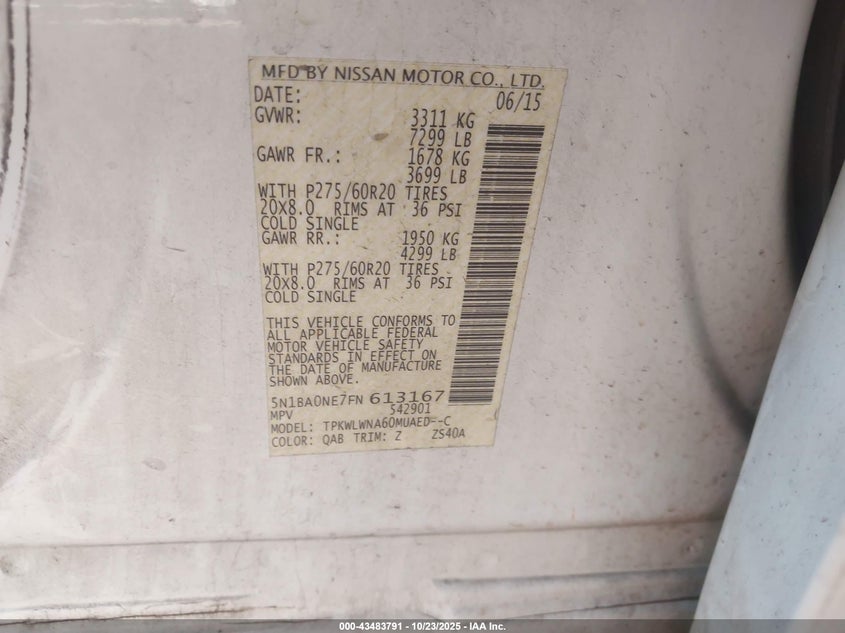 MFD BY NISSAN MOTOR CO., LTD.
DATE: 06/15
GVWR: 3311 KG
7299 LB
GAWR FR.: 1678 KG
3699 LB
WITH P275/60R20 TIRES
20X8.0 RIMS AT 36 PSI
COLD SINGLE
GAWR RR.: 1950 KG
4299 LB
WITH P275/60R20 TIRES
20X8.0 RIMS AT 36 PSI
COLD SINGLE
THIS VEHICLE CONFORMS TO
ALL APPLICABLE FEDERAL
MOTOR VEHICLE SAFETY
STANDARDS IN EFFECT ON
THE DATE OF MANUFACTURE
SHOWN ABOVE.
5N1BA0NE7FN 613167
MPV 542901
MODEL: TPKWLWNA60MUAED--C
COLOR: QAB TRIM: Z ZS40A
000-43483791 - 10/23/2025 - IAA Inc.